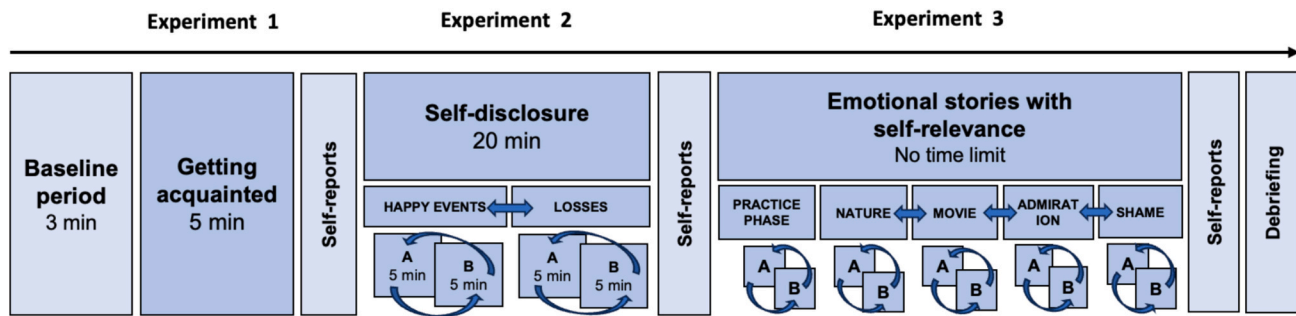 Experiment 1
Experiment 2
Experiment 3
Baseline
period
3 min
Getting
acquainted
5 min
Self-reports
Self-disclosure
20 min
HAPPY EVENTS
LOSSES
A
5 min
B
5 min
A
5 min
B
5 min
Self-reports
Emotional stories with
self-relevance
No time limit
PRACTICE
PHASE
NATURE
MOVIE
ADMIRAT
ION
SHAME
A
B
A
B
A
B
A
B
A
B
Self-reports
Debriefing